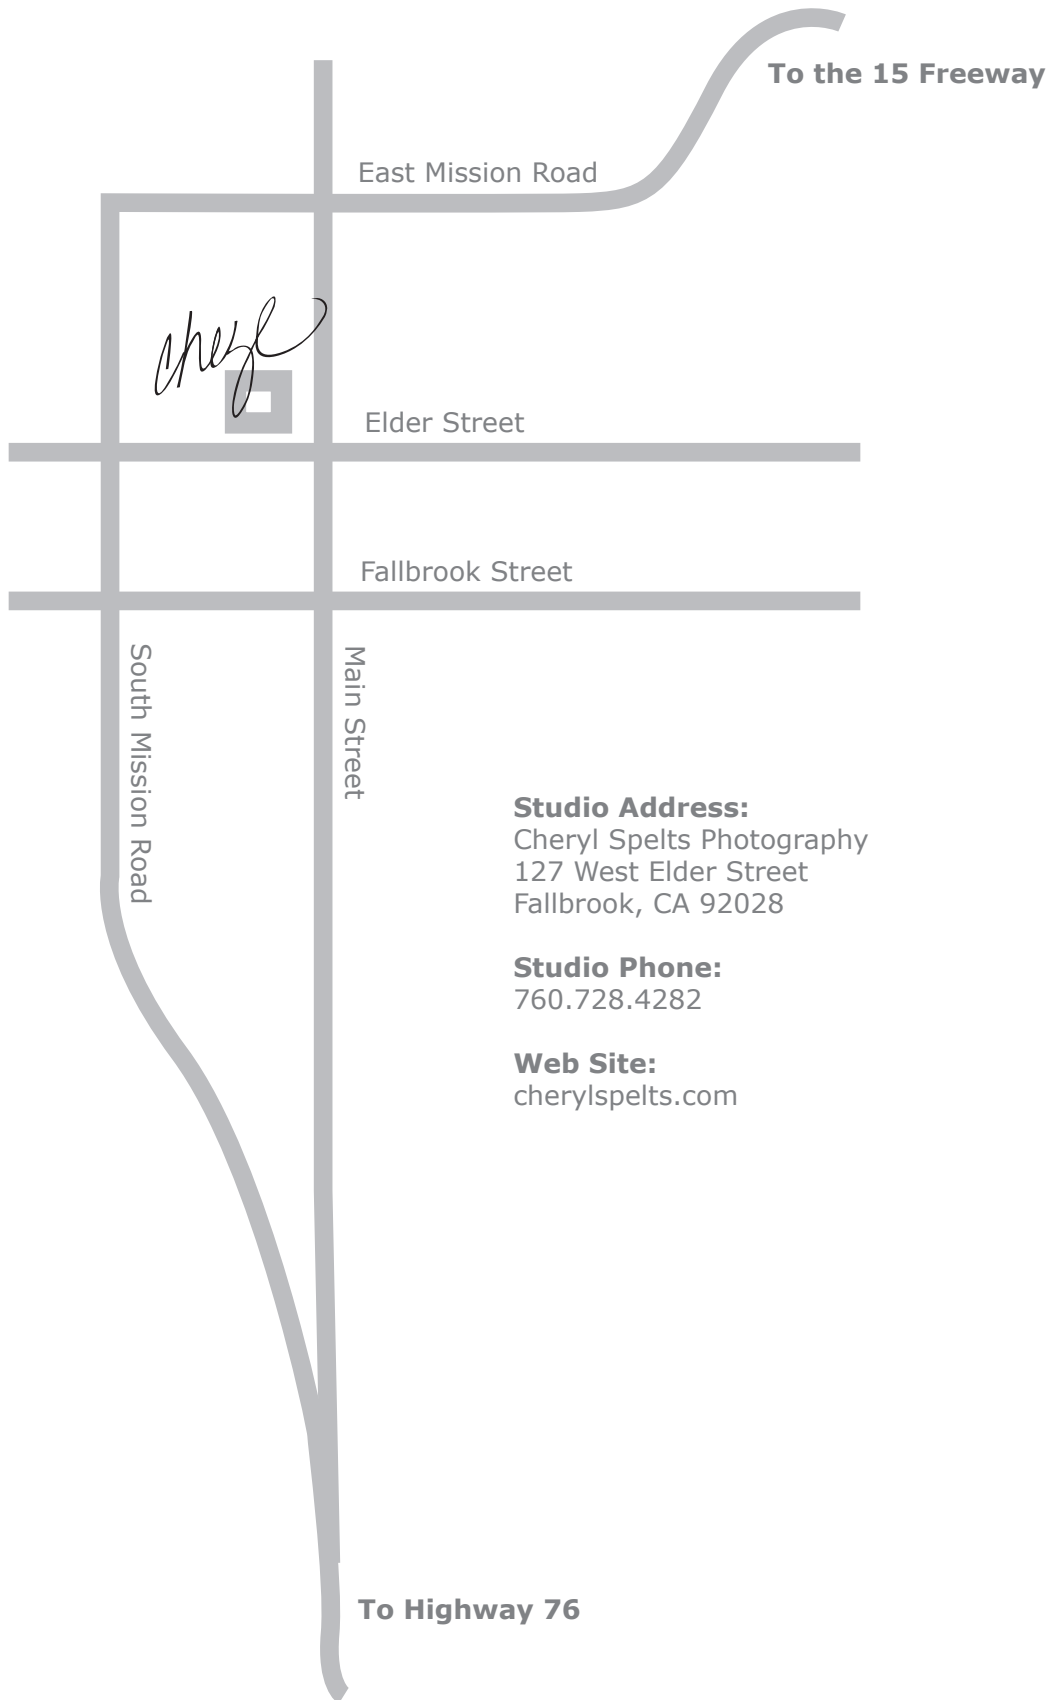 To the 15 Freeway
East Mission Road
cheryl
Elder Street
Fallbrook Street
South Mission Road
Main Street
Studio Address:
Cheryl Spelts Photography
127 West Elder Street
Fallbrook, CA 92028
Studio Phone:
760.728.4282
Web Site:
cherylspelts.com
To Highway 76